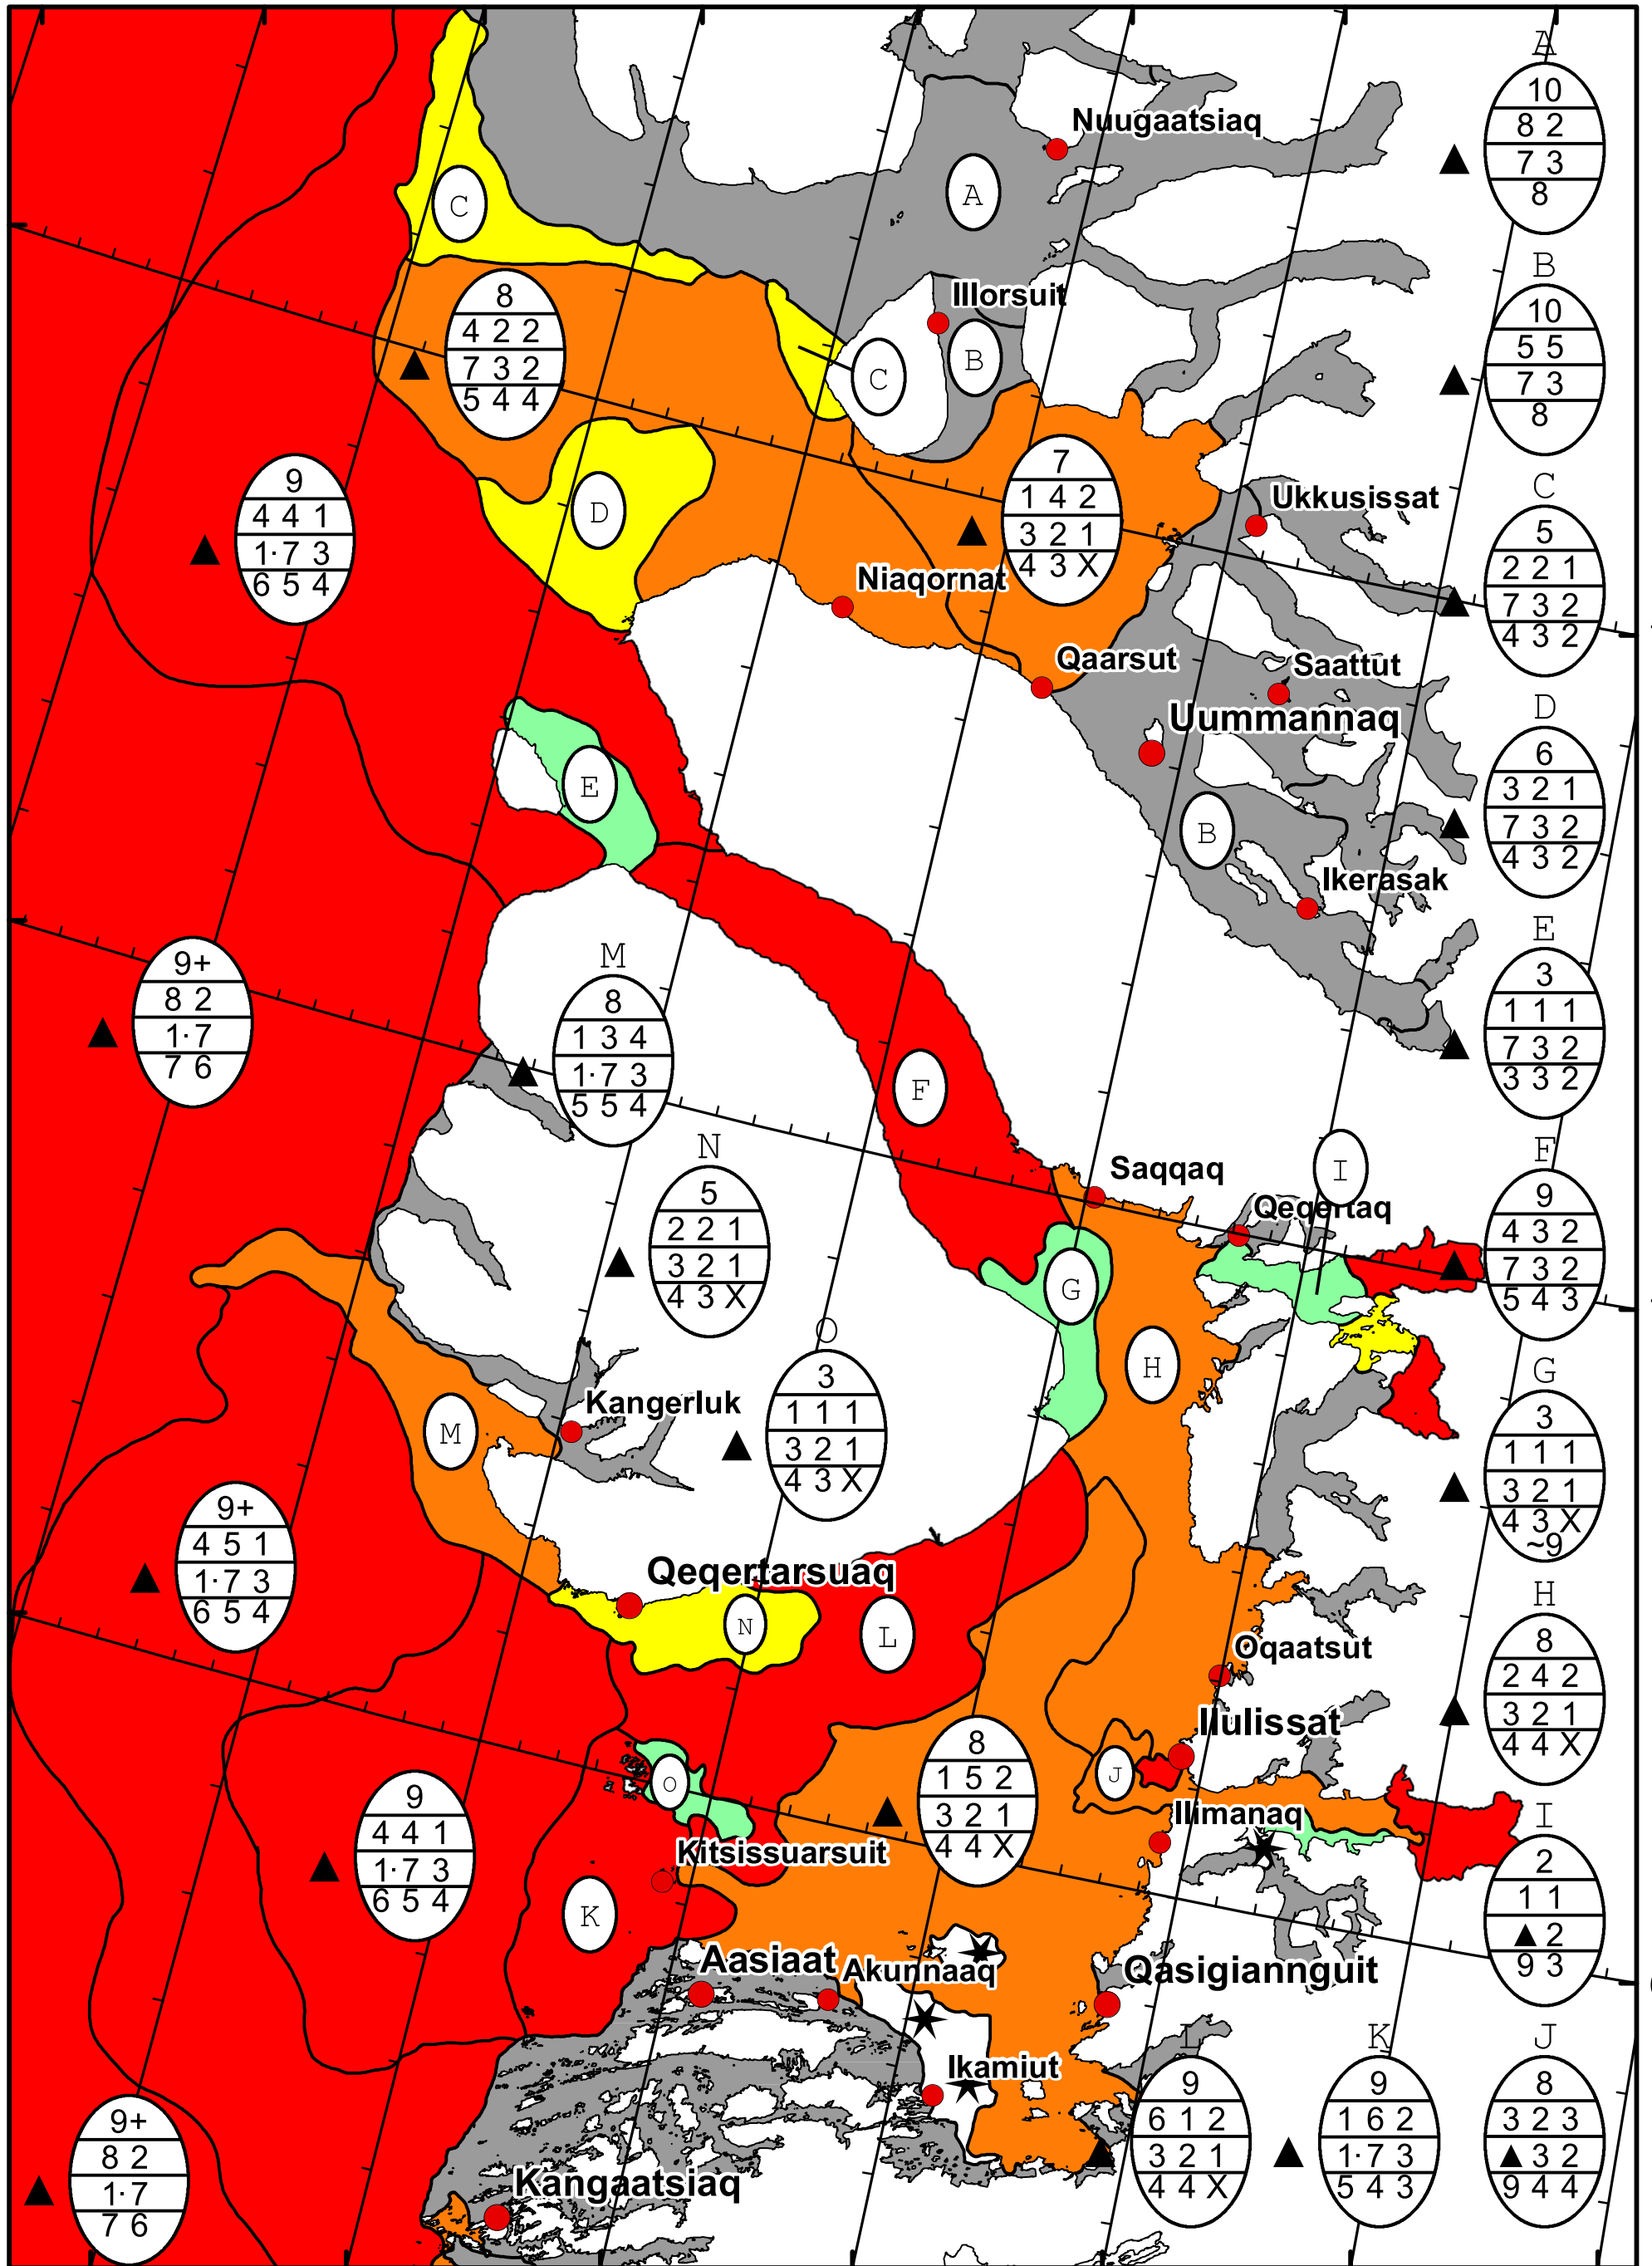 A
10
8 2
7 3
8
Nuugaatsiaq
C
A
B
10
5 5
7 3
8
Illorsuit
8
4 2 2
7 3 2
5 4 4
B
C
7
1 4 2
3 2 1
4 3 X
C
5
2 2 1
7 3 2
4 3 2
9
4 4 1
1· 7 3
6 5 4
D
Ukkusissat
Niaqornat
Qaarsut
Saattut
Uummannaq
D
6
3 2 1
7 3 2
4 3 2
E
B
Ikerasak
E
3
1 1 1
7 3 2
3 3 2
9+
8 2
1· 7
7 6
M
8
1 3 4
1· 7 3
5 5 4
F
N
5
2 2 1
3 2 1
4 3 X
Saqqaq
I
Qeqertaq
F
9
4 3 2
7 3 2
5 4 3
G
H
O
3
1 1 1
3 2 1
4 3 X
G
3
1 1 1
3 2 1
4 3 X
~9
Kangerluk
M
9+
4 5 1
1· 7 3
6 5 4
Qeqertarsuaq
N
L
H
8
2 4 2
3 2 1
4 4 X
Oqaatsut
Ilulissat
O
8
1 5 2
3 2 1
4 4 X
J
Ilimanaq
9
4 4 1
1· 7 3
6 5 4
Kitsissuarsuit
K
I
2
1 1
▲ 2
9 3
Aasiaat
Akunnaaq
Qasigiannguit
Ikamiut
9+
8 2
1· 7
7 6
Kangaatsiaq
L
9
6 1 2
3 2 1
4 4 X
K
9
1 6 2
1· 7 3
5 4 3
J
8
3 2 3
▲ 3 2
9 4 4